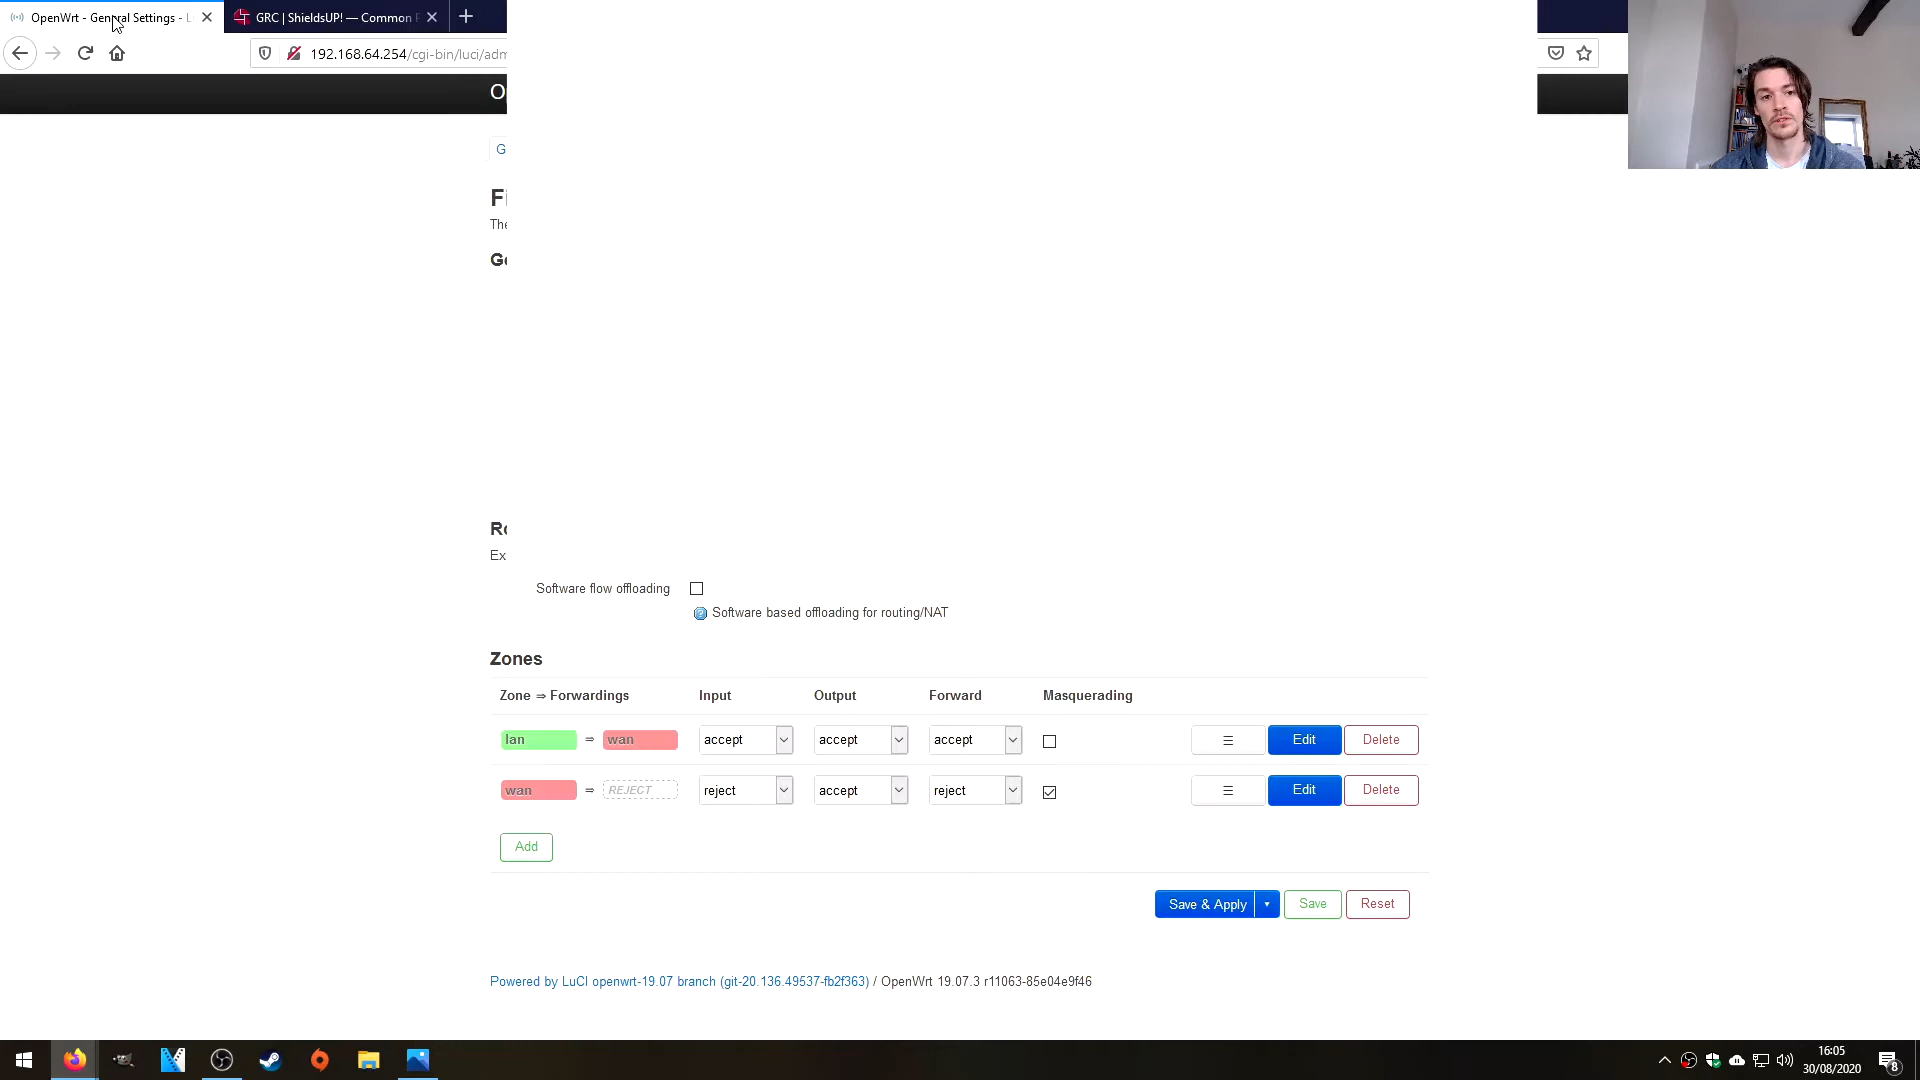 OpenWrt - General Settings - L
GRC | ShieldsUP! — Common P
192.168.64.254/cgi-bin/luci/adm
O
G
Fi
The
Ge
Ro
Ex
Software flow offloading
Software based offloading for routing/NAT
Zones
Zone ⇒ Forwardings Input Output Forward Masquerading
lan ⇒ wan accept accept accept ☰ Edit Delete
wan ⇒ REJECT reject accept reject ☰ Edit Delete
Add
Save & Apply Save Reset
Powered by LuCI openwrt-19.07 branch (git-20.136.49537-fb2f363) / OpenWrt 19.07.3 r11063-85e04e9f46
16:05
30/08/2020
8